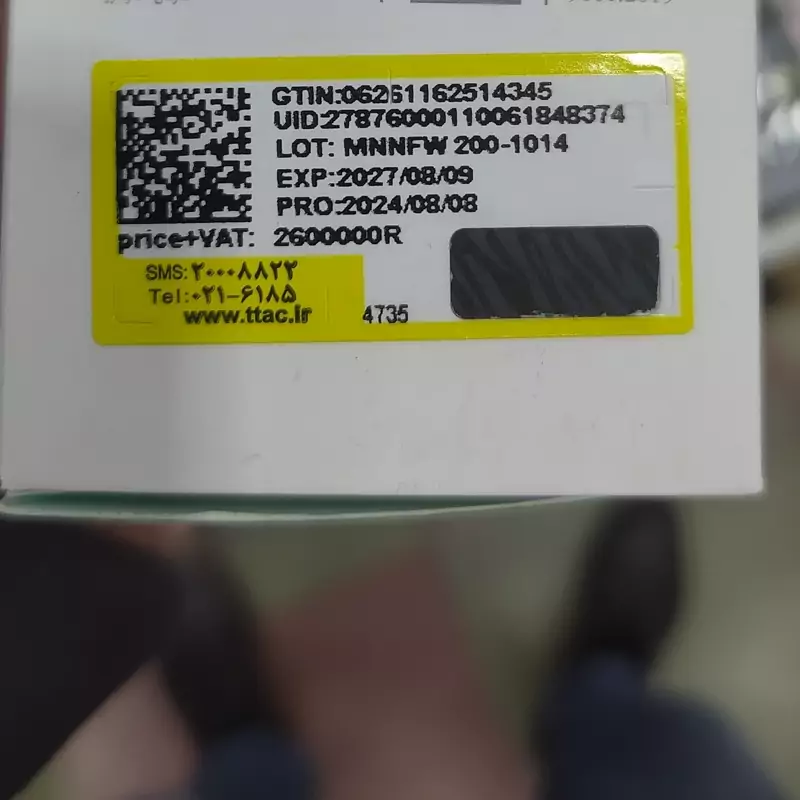 GTIN:06261162514345
UID:27876000110061848374
LOT: MNNFW 200-1014
EXP:2027/08/09
PRO:2024/08/08
price+VAT: 2600000R
SMS:۲۰۰۰۸۸۲۲
Tel:۰۲۱-۶۱۸۵
www.ttac.ir
4735